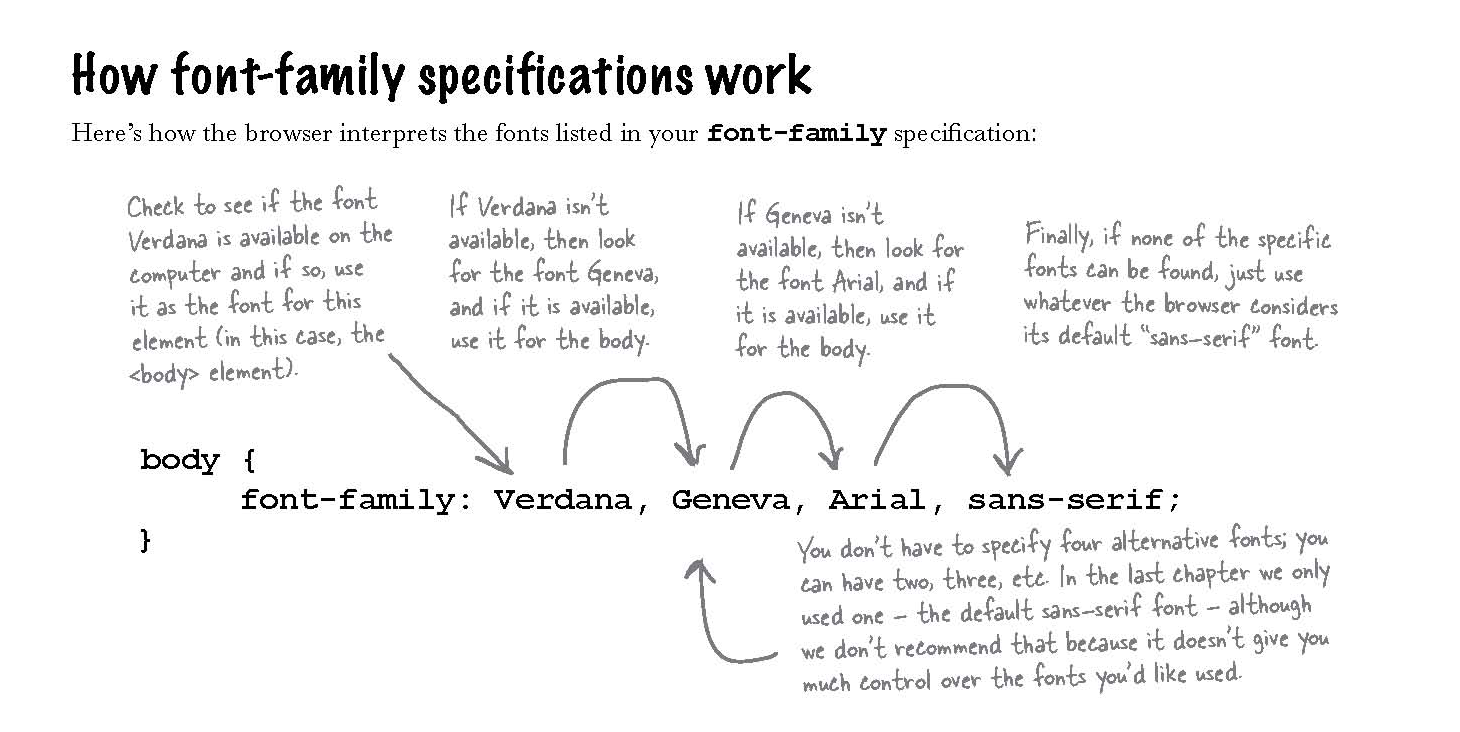 How font-family specifications work
Here's how the browser interprets the fonts listed in your font-family specification:
Check to see if the font
Verdana is available on the
computer and if so, use
it as the font for this
element (in this case, the
<body> element).
If Verdana isn't
available, then look
for the font Geneva,
and if it is available,
use it for the body.
If Geneva isn't
available, then look for
the font Arial, and if
it is available, use it
for the body.
Finally, if none of the specific
fonts can be found, just use
whatever the browser considers
its default “sans-serif” font.
body {
font-family: Verdana, Geneva, Arial, sans-serif;
}
You don't have to specify four alternative fonts; you
can have two, three, etc. In the last chapter we only
used one – the default sans-serif font – although
we don't recommend that because it doesn't give you
much control over the fonts you'd like used.